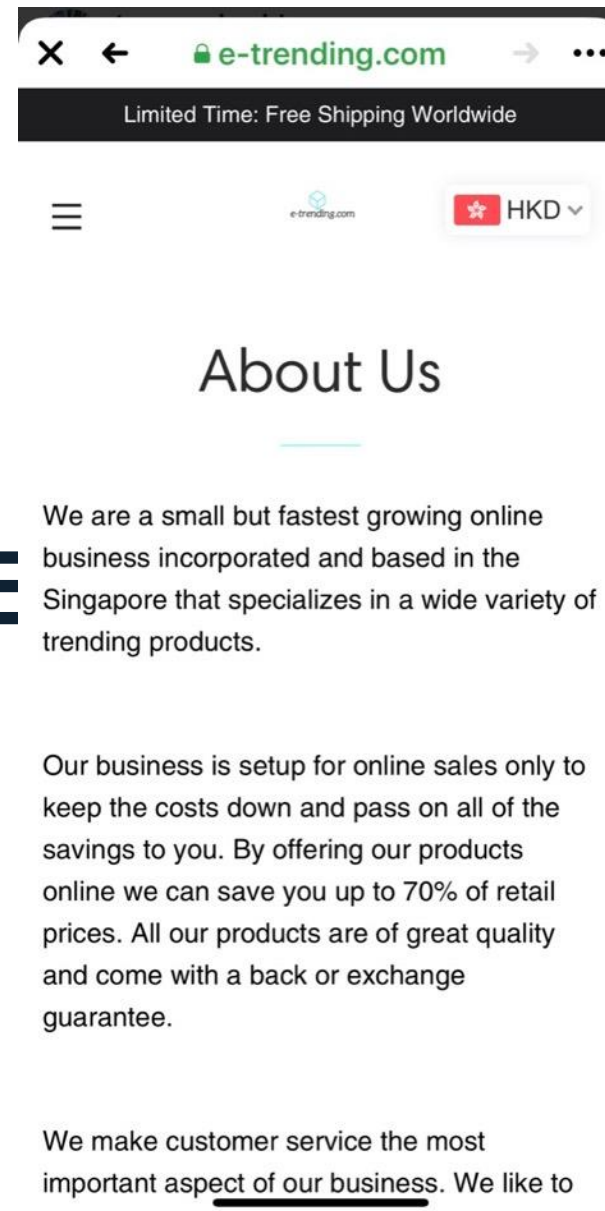 e-trending.com
Limited Time: Free Shipping Worldwide
e-trending.com
HKD
About Us
We are a small but fastest growing online
business incorporated and based in the
Singapore that specializes in a wide variety of
trending products.
Our business is setup for online sales only to
keep the costs down and pass on all of the
savings to you. By offering our products
online we can save you up to 70% of retail
prices. All our products are of great quality
and come with a back or exchange
guarantee.
We make customer service the most
important aspect of our business. We like to